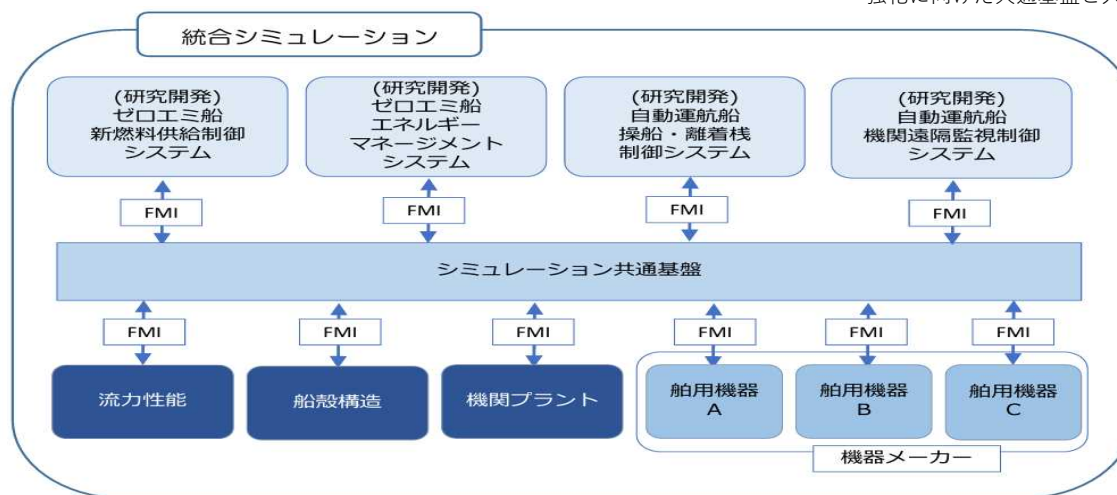 統合シミュレーション
(研究開発)
ゼロエミ船
新燃料供給制御
システム
(研究開発)
ゼロエミ船
エネルギー
マネージメント
システム
(研究開発)
自動運航船
操船・離着桟
制御システム
(研究開発)
自動運航船
機関遠隔監視制御
システム
FMI
FMI
FMI
FMI
シミュレーション共通基盤
FMI
FMI
FMI
FMI
FMI
FMI
流力性能
船殻構造
機関プラント
舶用機器
A
舶用機器
B
舶用機器
C
機器メーカー